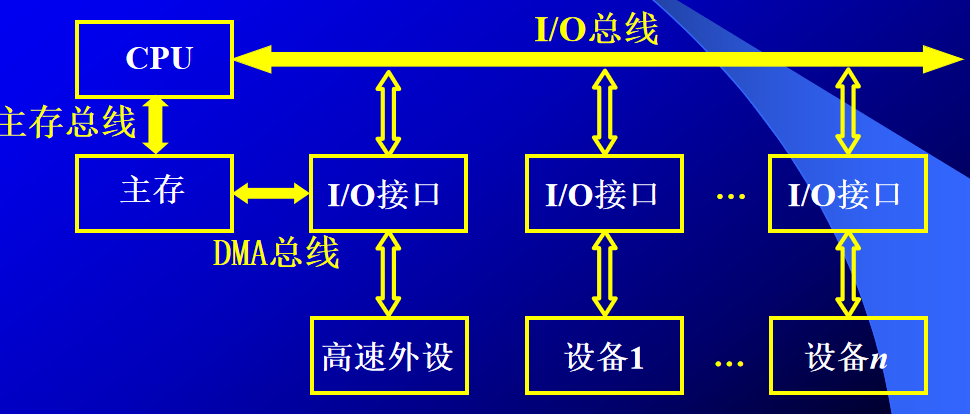 I/O总线
CPU
主存总线
主存
I/O接口
I/O接口
...
I/O接口
DMA总线
高速外设
设备1
...
设备n